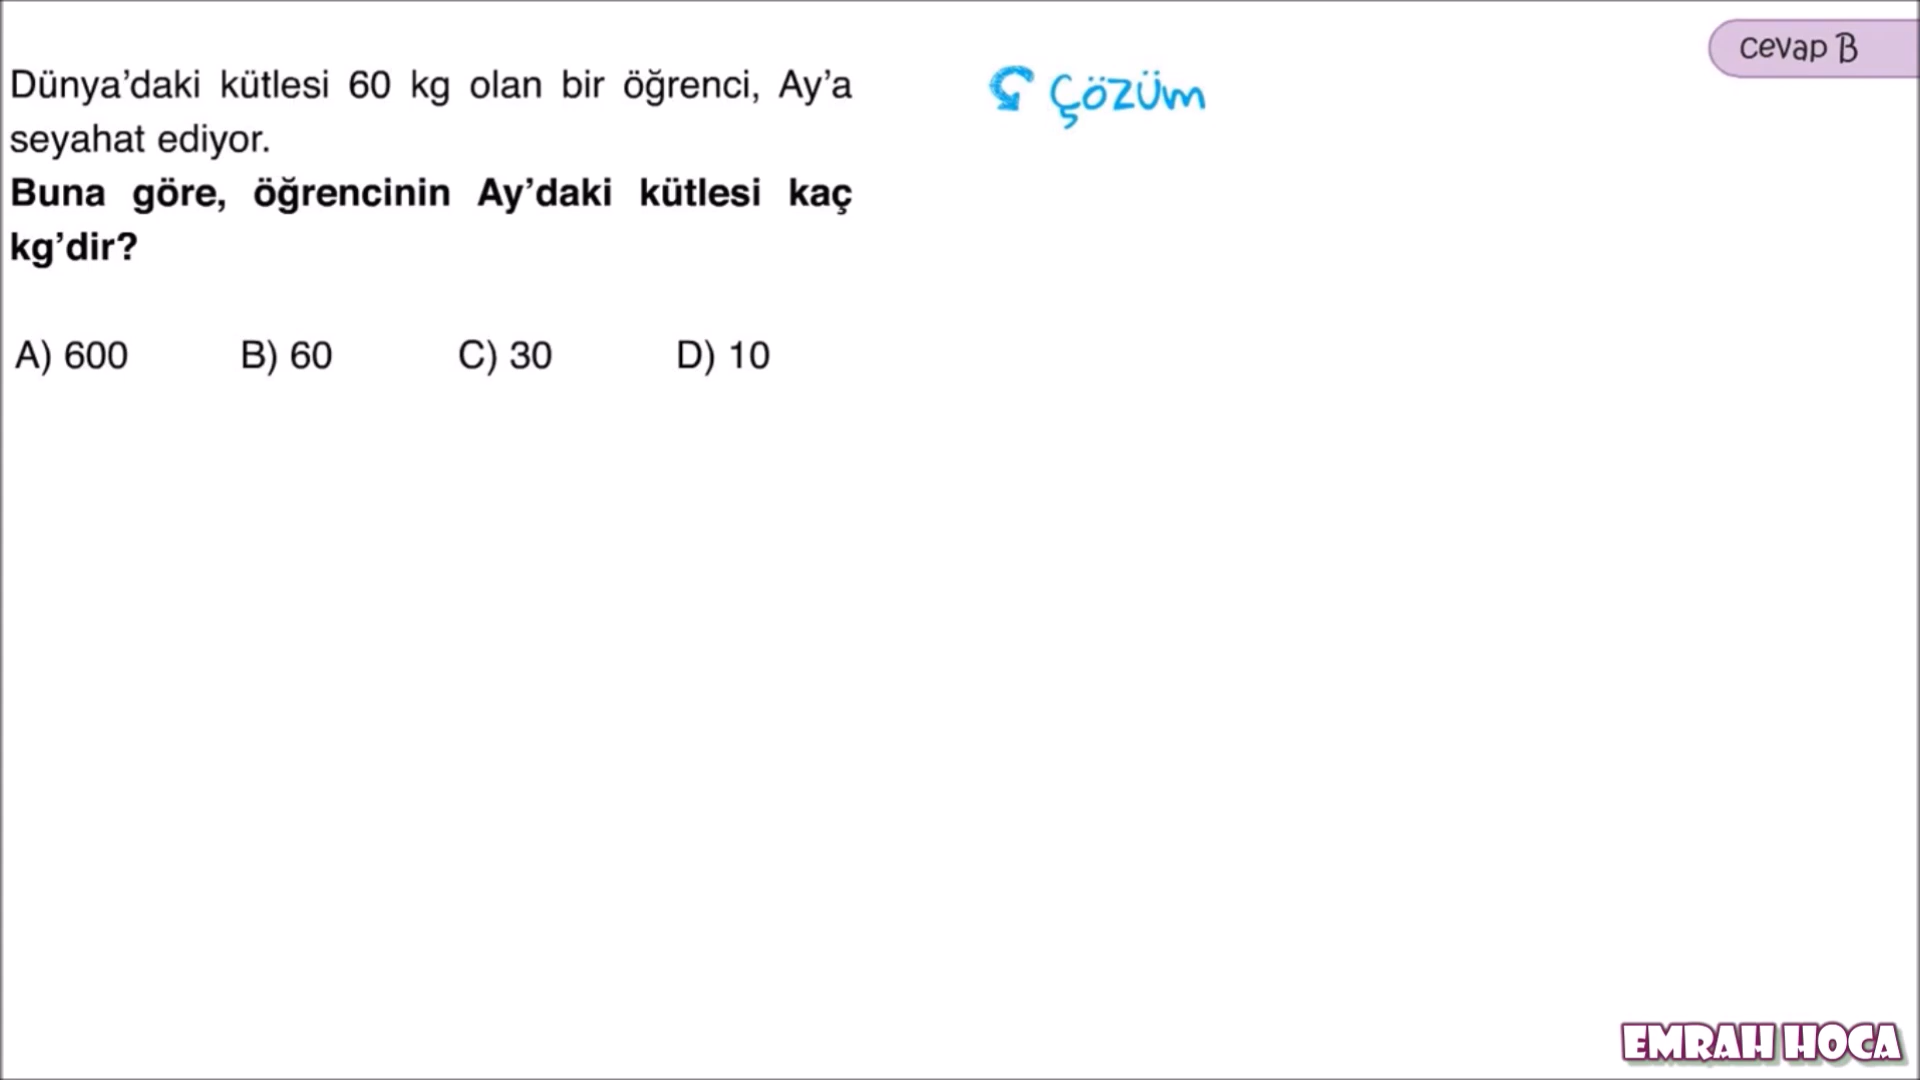 Cevap B
Dünya’daki kütlesi 60 kg olan bir öğrenci, Ay’a
seyahat ediyor.
Buna göre, öğrencinin Ay’daki kütlesi kaç
kg’dir?
A) 600 B) 60 C) 30 D) 10
Çözüm
EMRAH HOCA